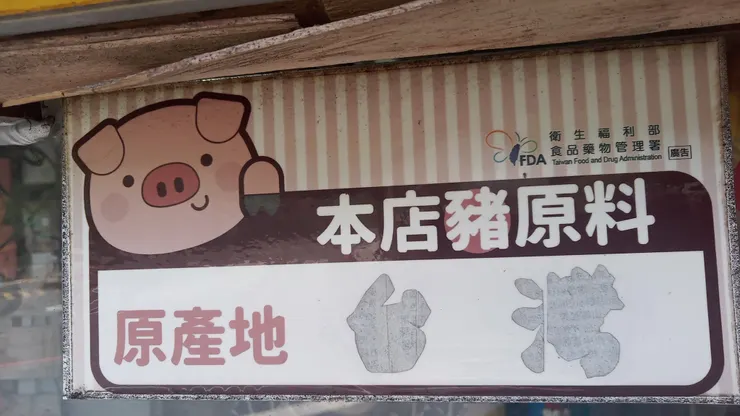 衛生福利部
FDA 食品藥物管理署 廣告
Taiwan Food and Drug Administration
本店豬原料
原產地 台灣